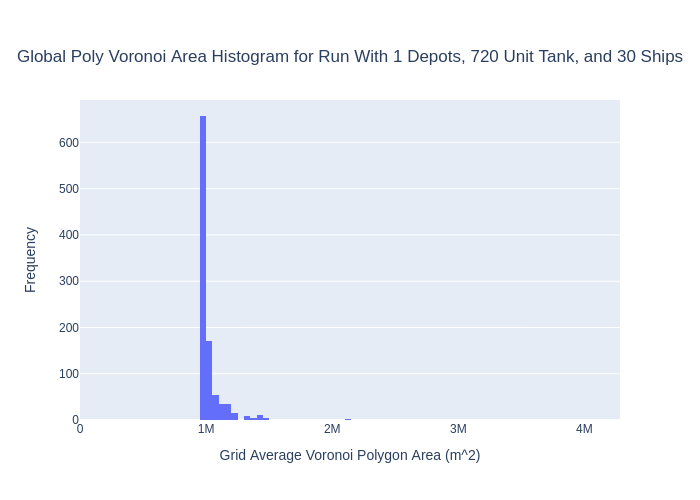 Global Poly Voronoi Area Histogram for Run With 1 Depots, 720 Unit Tank, and 30 Ships
600
500
400
300
200
100
0
Frequency
0 1M 2M 3M 4M
Grid Average Voronoi Polygon Area (m^2)